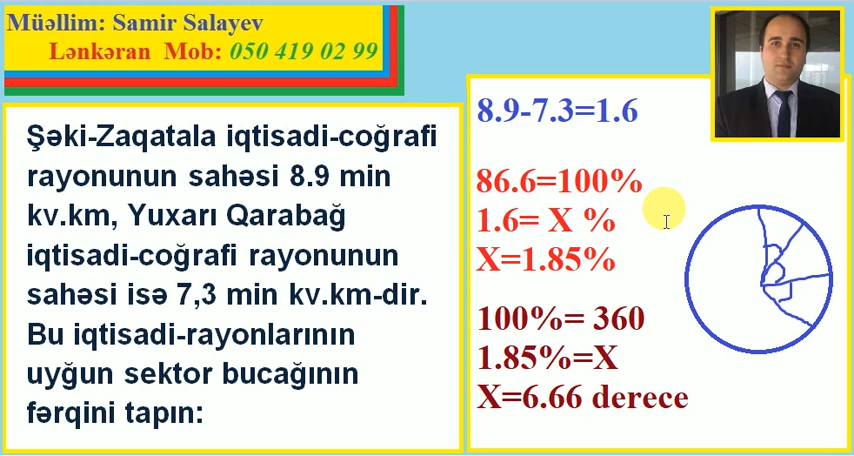 Müəllim: Samir Salayev
Lənkəran Mob: 050 419 02 99
Şəki-Zaqatala iqtisadi-coğrafi
rayonunun sahəsi 8.9 min
kv.km, Yuxarı Qarabağ
iqtisadi-coğrafi rayonunun
sahəsi isə 7,3 min kv.km-dir.
Bu iqtisadi-rayonlarının
uyğun sektor bucağının
fərqini tapın:
8.9-7.3=1.6
86.6=100%
1.6= X %
X=1.85%
100%= 360
1.85%=X
X=6.66 derece